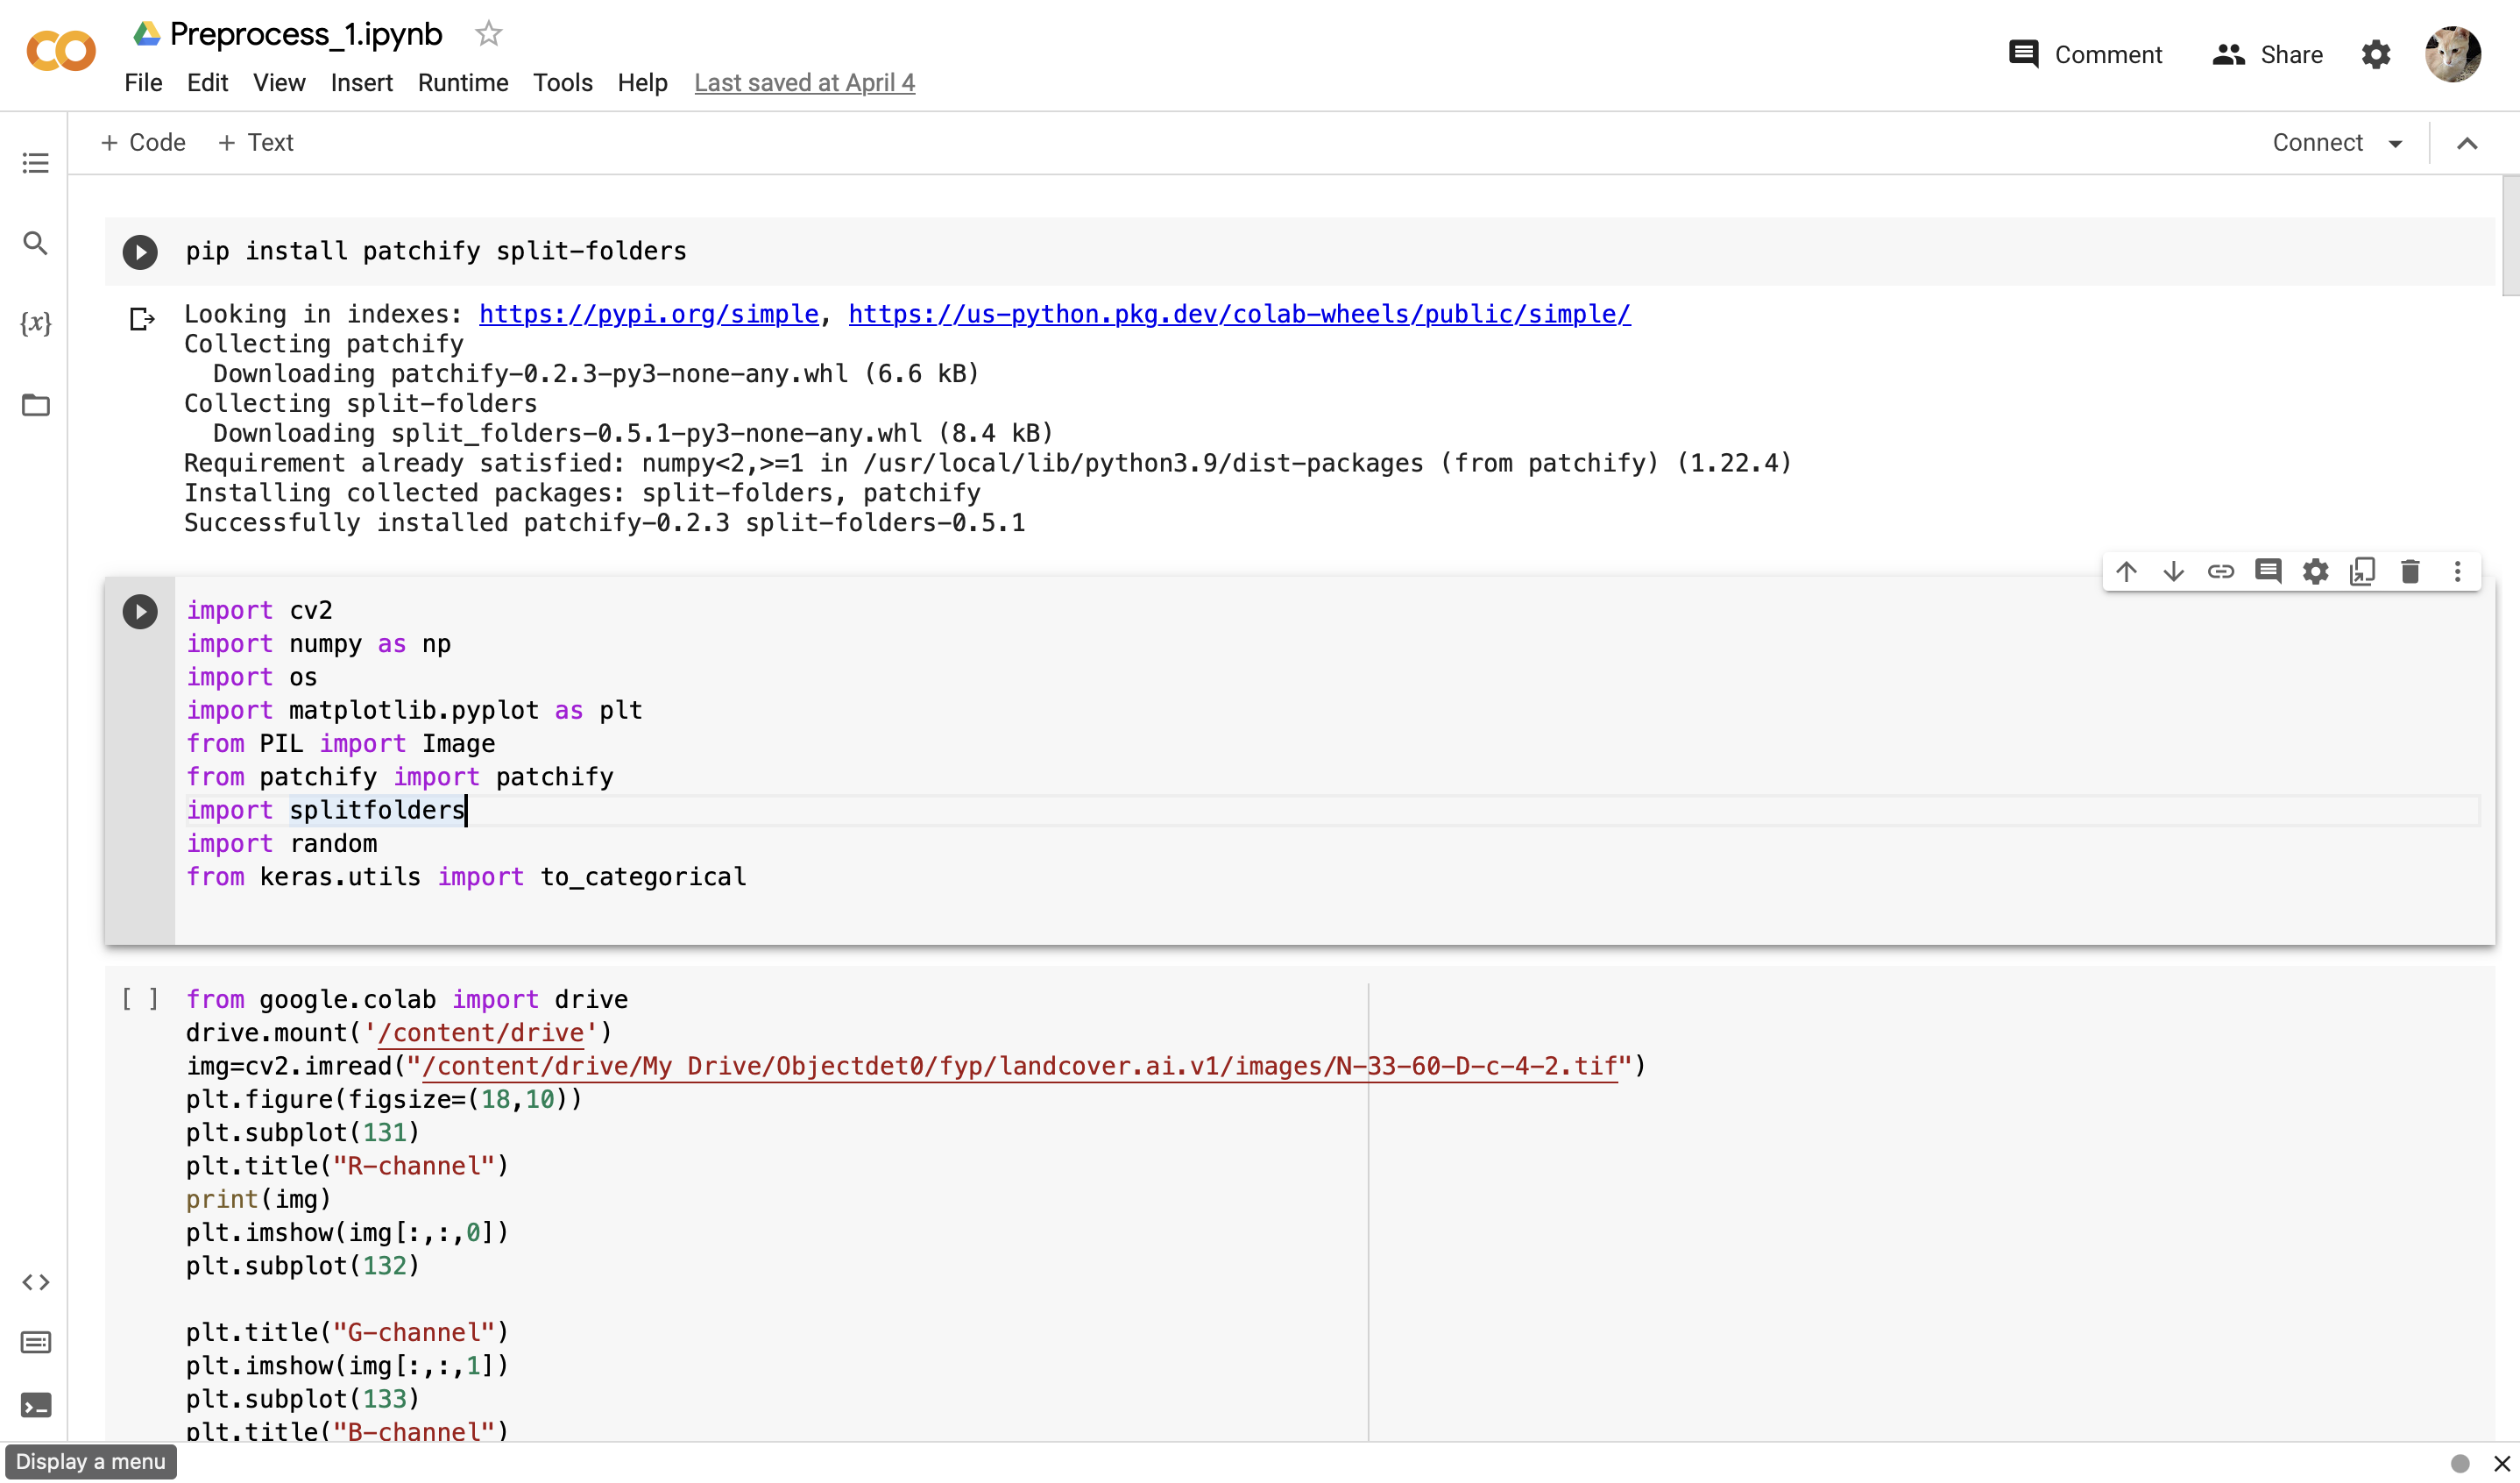 Preprocess_1.ipynb
File Edit View Insert Runtime Tools Help Last saved at April 4
Comment Share
+ Code + Text
Connect
pip install patchify split-folders
Looking in indexes: https://pypi.org/simple, https://us-python.pkg.dev/colab-wheels/public/simple/
Collecting patchify
  Downloading patchify-0.2.3-py3-none-any.whl (6.6 kB)
Collecting split-folders
  Downloading split_folders-0.5.1-py3-none-any.whl (8.4 kB)
Requirement already satisfied: numpy<2,>=1 in /usr/local/lib/python3.9/dist-packages (from patchify) (1.22.4)
Installing collected packages: split-folders, patchify
Successfully installed patchify-0.2.3 split-folders-0.5.1
import cv2
import numpy as np
import os
import matplotlib.pyplot as plt
from PIL import Image
from patchify import patchify
import splitfolders
import random
from keras.utils import to_categorical
[ ] from google.colab import drive
drive.mount('/content/drive')
img=cv2.imread("/content/drive/My Drive/Objectdet0/fyp/landcover.ai.v1/images/N-33-60-D-c-4-2.tif")
plt.figure(figsize=(18,10))
plt.subplot(131)
plt.title("R-channel")
print(img)
plt.imshow(img[:,:,0])
plt.subplot(132)
plt.title("G-channel")
plt.imshow(img[:,:,1])
plt.subplot(133)
plt.title("B-channel")
Display a menu